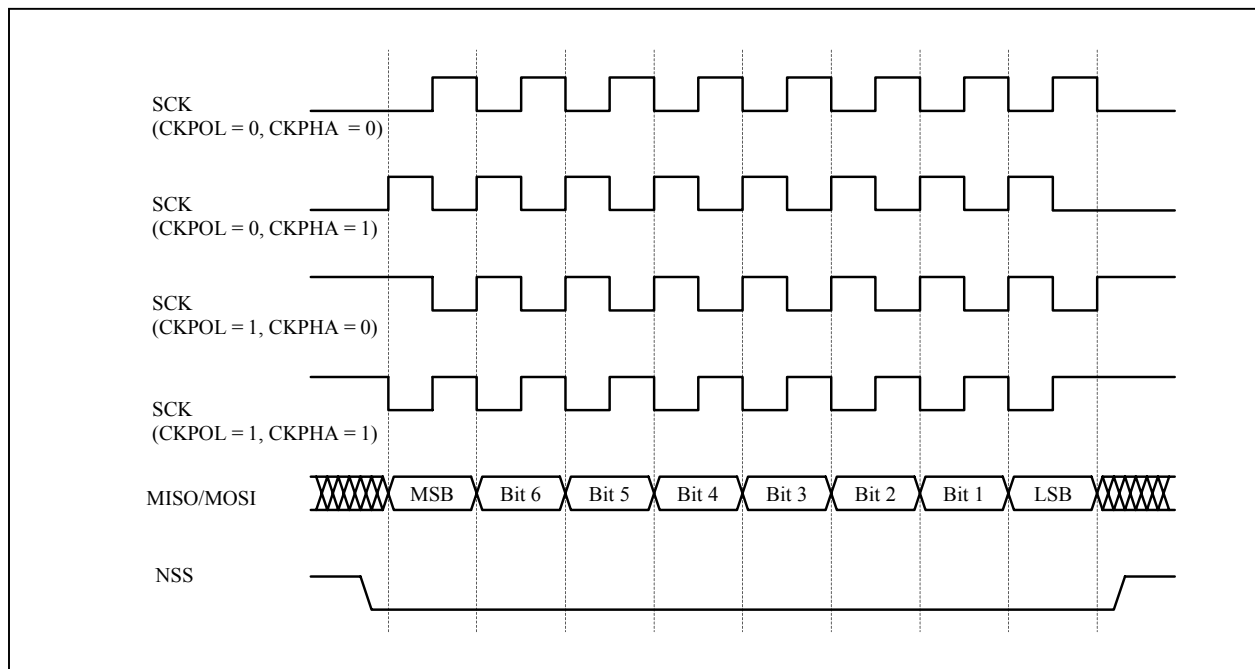 SCK
(CKPOL = 0, CKPHA = 0)
SCK
(CKPOL = 0, CKPHA = 1)
SCK
(CKPOL = 1, CKPHA = 0)
SCK
(CKPOL = 1, CKPHA = 1)
MISO/MOSI MSB Bit 6 Bit 5 Bit 4 Bit 3 Bit 2 Bit 1 LSB
NSS